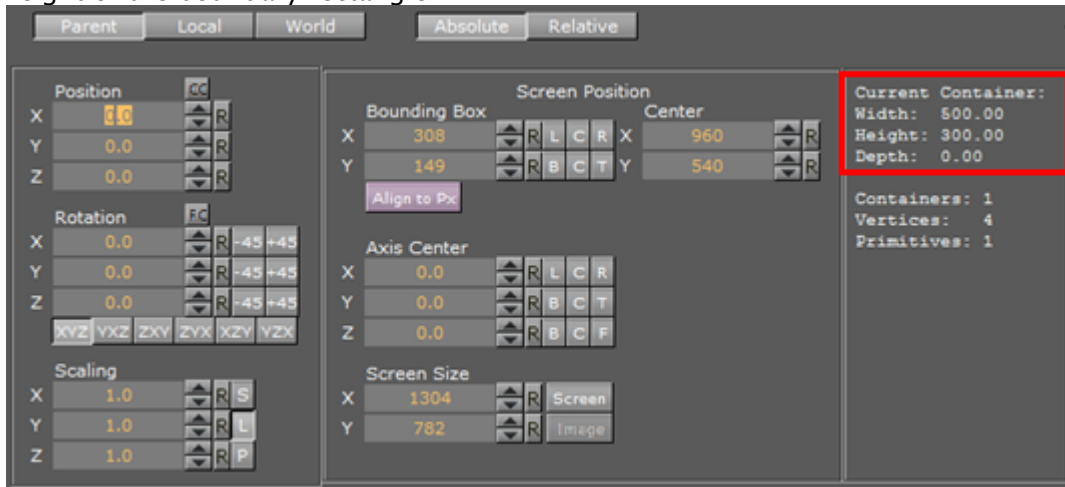 Parent Local World Absolute Relative
Position CC
X 0.0 R
Y 0.0 R
Z 0.0 R
Rotation EC
X 0.0 R -45 +45
Y 0.0 R -45 +45
Z 0.0 R -45 +45
XYZ YXZ ZXY ZYX XZY YZX
Scaling
X 1.0 R S
Y 1.0 R L
Z 1.0 R P
Screen Position
Bounding Box Center
X 308 R L C R X 960 R
Y 149 R B C T Y 540 R
Align to Px
Axis Center
X 0.0 R L C R
Y 0.0 R B C T
Z 0.0 R B C F
Screen Size
X 1304 R Screen
Y 782 R Image
Current Container:
Width: 500.00
Height: 300.00
Depth: 0.00
Containers: 1
Vertices: 4
Primitives: 1